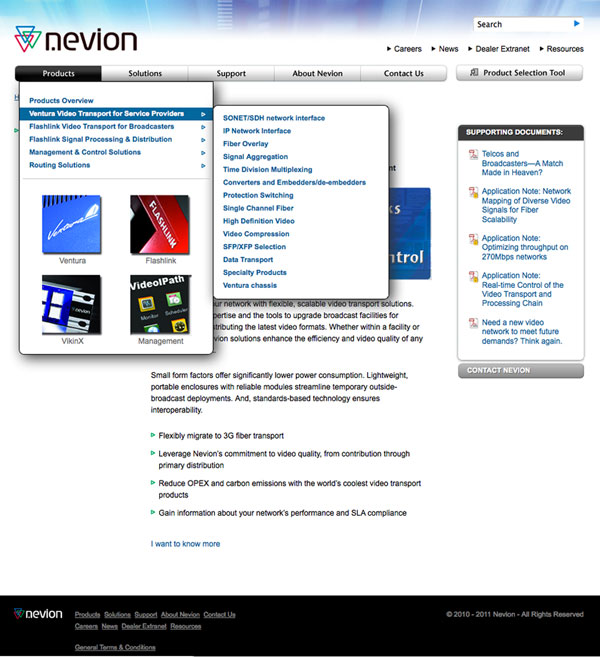 nevion
Search
Careers News Dealer Extranet Resources
Products Solutions Support About Nevion Contact Us Product Selection Tool
H
Products Overview
Ventura Video Transport for Service Providers
Flashlink Video Transport for Broadcasters
Flashlink Signal Processing & Distribution
Management & Control Solutions
Routing Solutions
SONET/SDH network interface
IP Network Interface
Fiber Overlay
Signal Aggregation
Time Division Multiplexing
Converters and Embedders/de-embedders
Protection Switching
Single Channel Fiber
High Definition Video
Video Compression
SFP/XFP Selection
Data Transport
Specialty Products
Ventura chassis
VENTURA
FLASHLINK
Ventura
Flashlink
nevion
VideoIPath
Monitor Scheduler
VikinX
Management
nt
ks
ontrol
SUPPORTING DOCUMENTS:
Telcos and
Broadcasters—A Match
Made in Heaven?
Application Note: Network
Mapping of Diverse Video
Signals for Fiber
Scalability
Application Note:
Optimizing throughput on
270Mbps networks
Application Note:
Real-time Control of the
Video Transport and
Processing Chain
Need a new video
network to meet future
demands? Think again.
CONTACT NEVION
ur network with flexible, scalable video transport solutions.
pertise and the tools to upgrade broadcast facilities for
tributing the latest video formats. Whether within a facility or
evion solutions enhance the efficiency and video quality of any
Small form factors offer significantly lower power consumption. Lightweight,
portable enclosures with reliable modules streamline temporary outside-
broadcast deployments. And, standards-based technology ensures
interoperability.
Flexibly migrate to 3G fiber transport
Leverage Nevion's commitment to video quality, from contribution through
primary distribution
Reduce OPEX and carbon emissions with the world's coolest video transport
products
Gain information about your network's performance and SLA compliance
I want to know more
nevion
Products Solutions Support About Nevion Contact Us
Careers News Dealer Extranet Resources
General Terms & Conditions
© 2010 - 2011 Nevion - All Rights Reserved